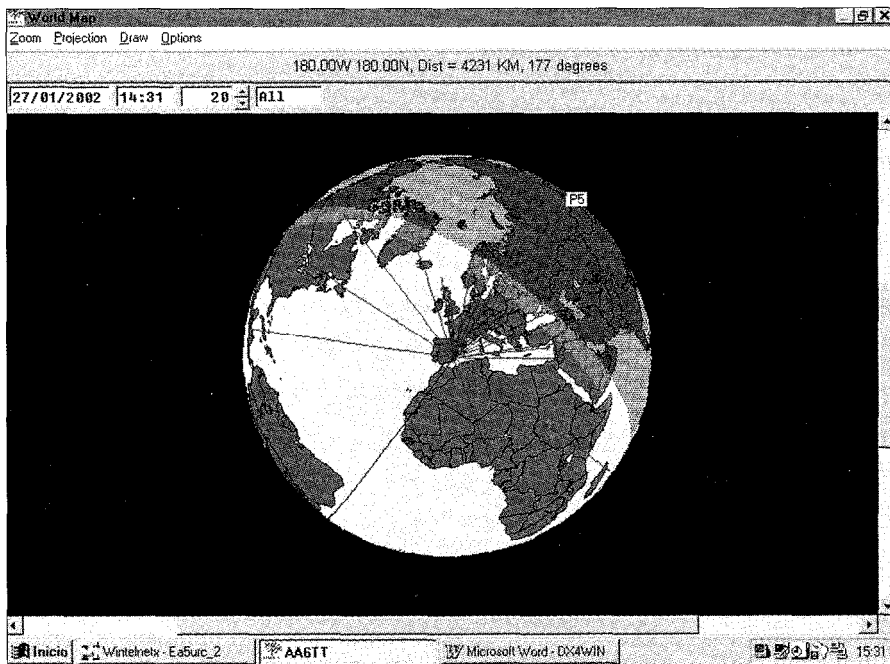 World Map
Zoom Projection Draw Options
180.00W 180.00N, Dist = 4231 KM, 177 degrees
27/01/2002 14:31 20 All
P5
Inicio Wintelnetx - Ea5urc_2 AA6TT Microsoft Word - DX4WIN 15:31